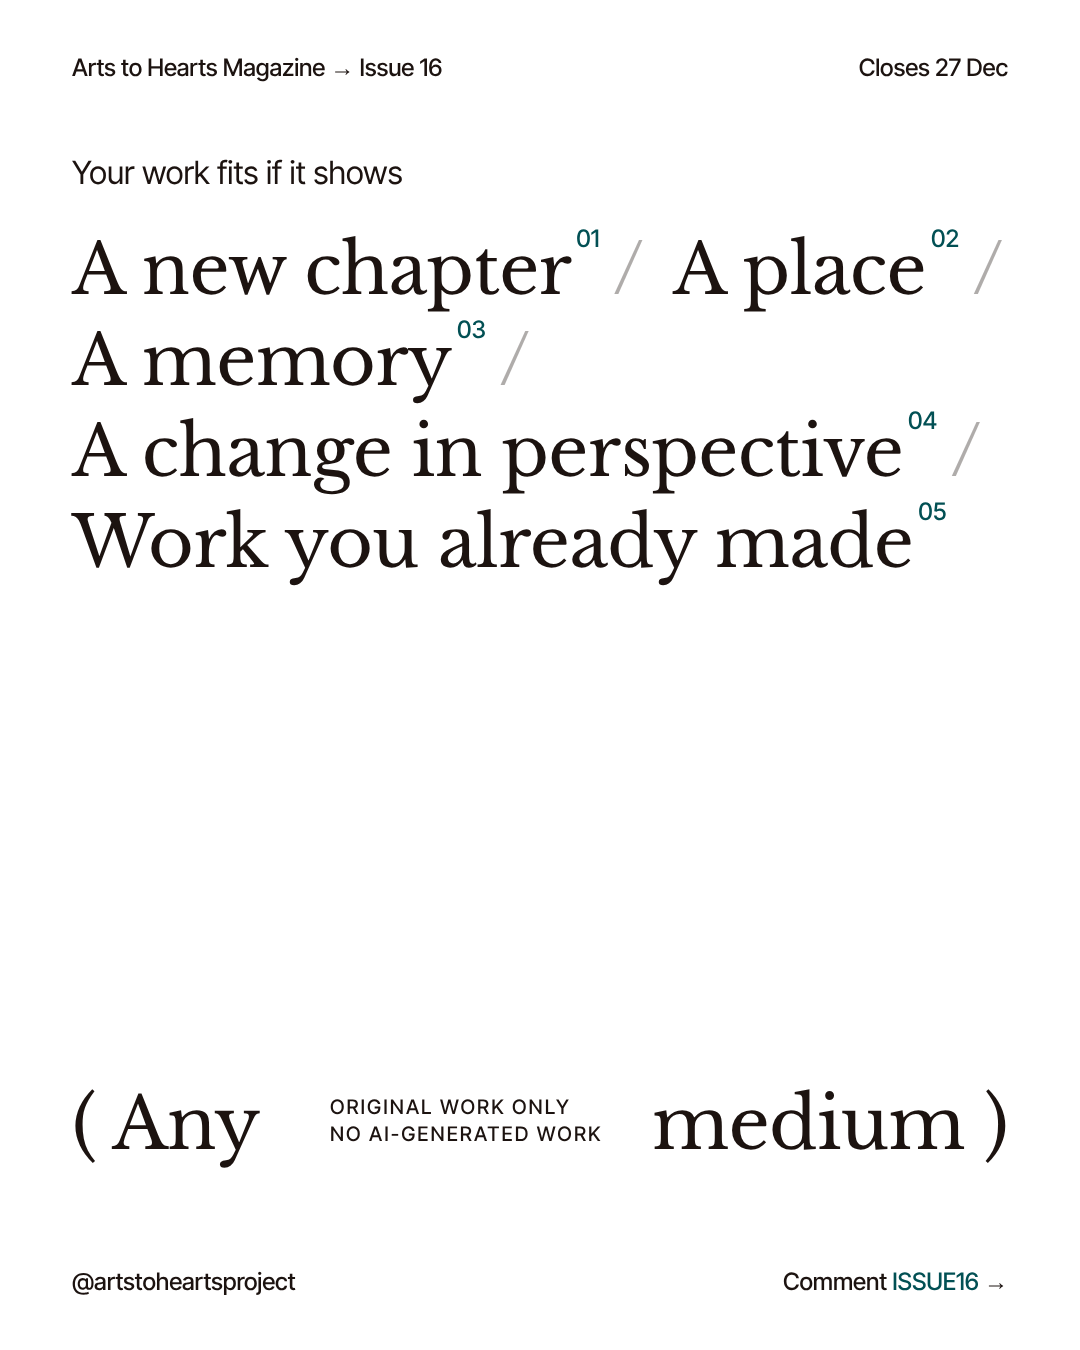 Arts to Hearts Magazine → Issue 16
Closes 27 Dec
Your work fits if it shows
A new chapter 01 / A place 02 /
A memory 03 /
A change in perspective 04 /
Work you already made 05
( Any
ORIGINAL WORK ONLY
NO AI-GENERATED WORK
medium )
@artstoheartsproject
Comment ISSUE16 →